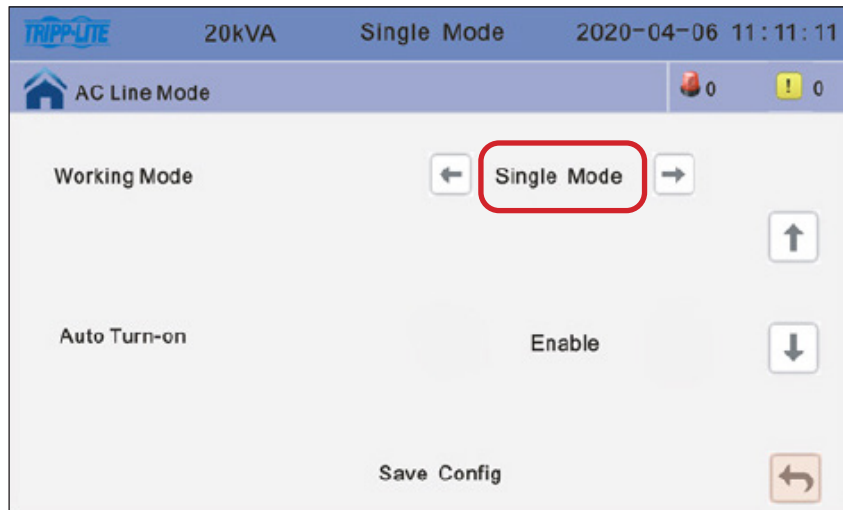 TRIPP-LITE 20kVA Single Mode 2020-04-06 11:11:11
AC Line Mode 0 ! 0
Working Mode Single Mode
Auto Turn-on Enable
Save Config